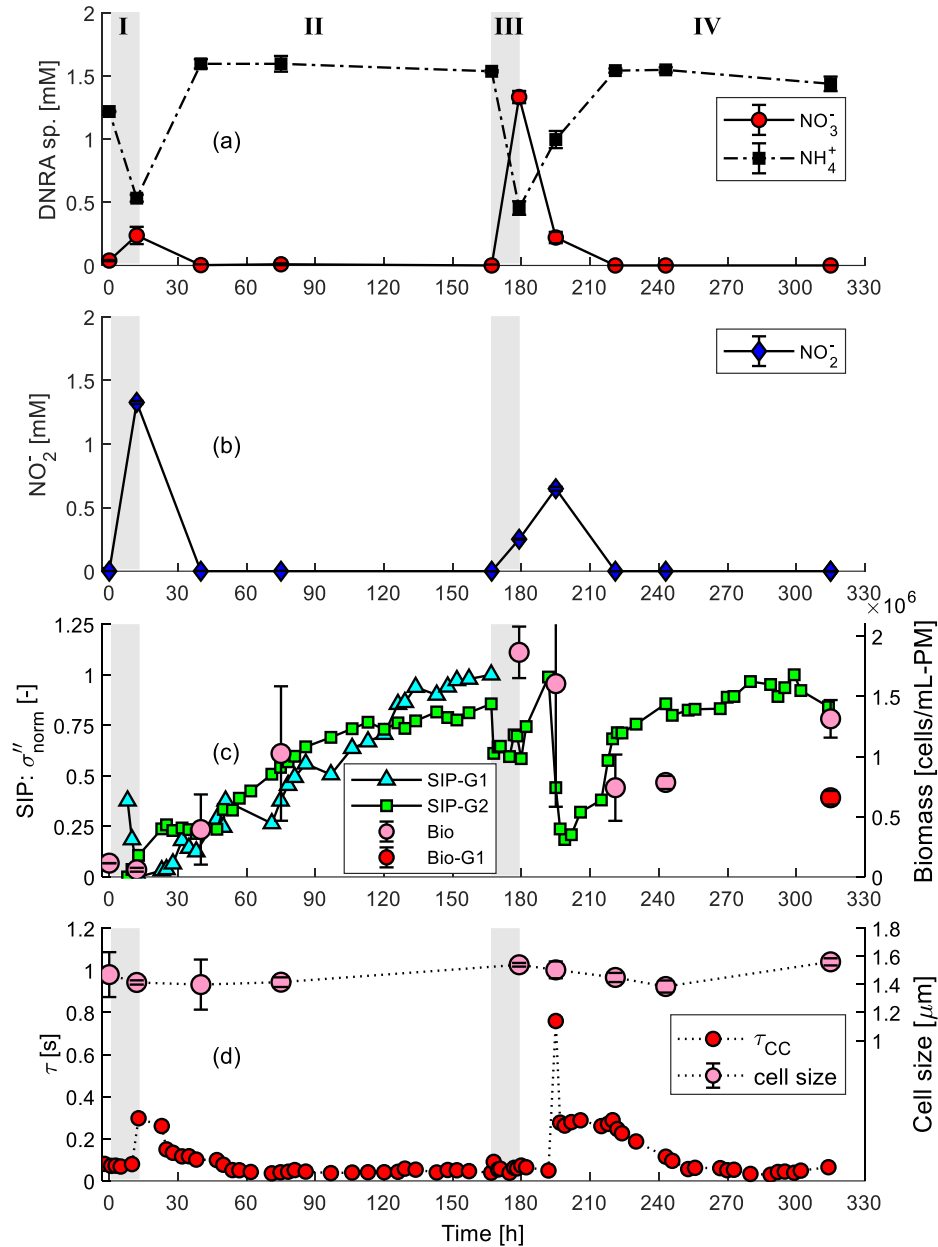 I II III IV
2
1.5
1
0.5
0
DNRA sp. [mM]
(a)
NO₃⁻
NH₄⁺
0 30 60 90 120 150 180 210 240 270 300 330
2
1.5
1
0.5
0
NO₂⁻ [mM]
(b)
NO₂⁻
0 30 60 90 120 150 180 210 240 270 300 330
×10⁶
1.25
1
0.75
0.5
0.25
0
SIP: σ''norm [-]
(c)
SIP-G1
SIP-G2
Bio
Bio-G1
2
1.5
1
0.5
0
Biomass [cells/mL-PM]
0 30 60 90 120 150 180 210 240 270 300 330
1.2
1
0.8
0.6
0.4
0.2
0
τ [s]
(d)
τCC
cell size
1.8
1.6
1.4
1.2
1
Cell size [μm]
0 30 60 90 120 150 180 210 240 270 300 330
Time [h]